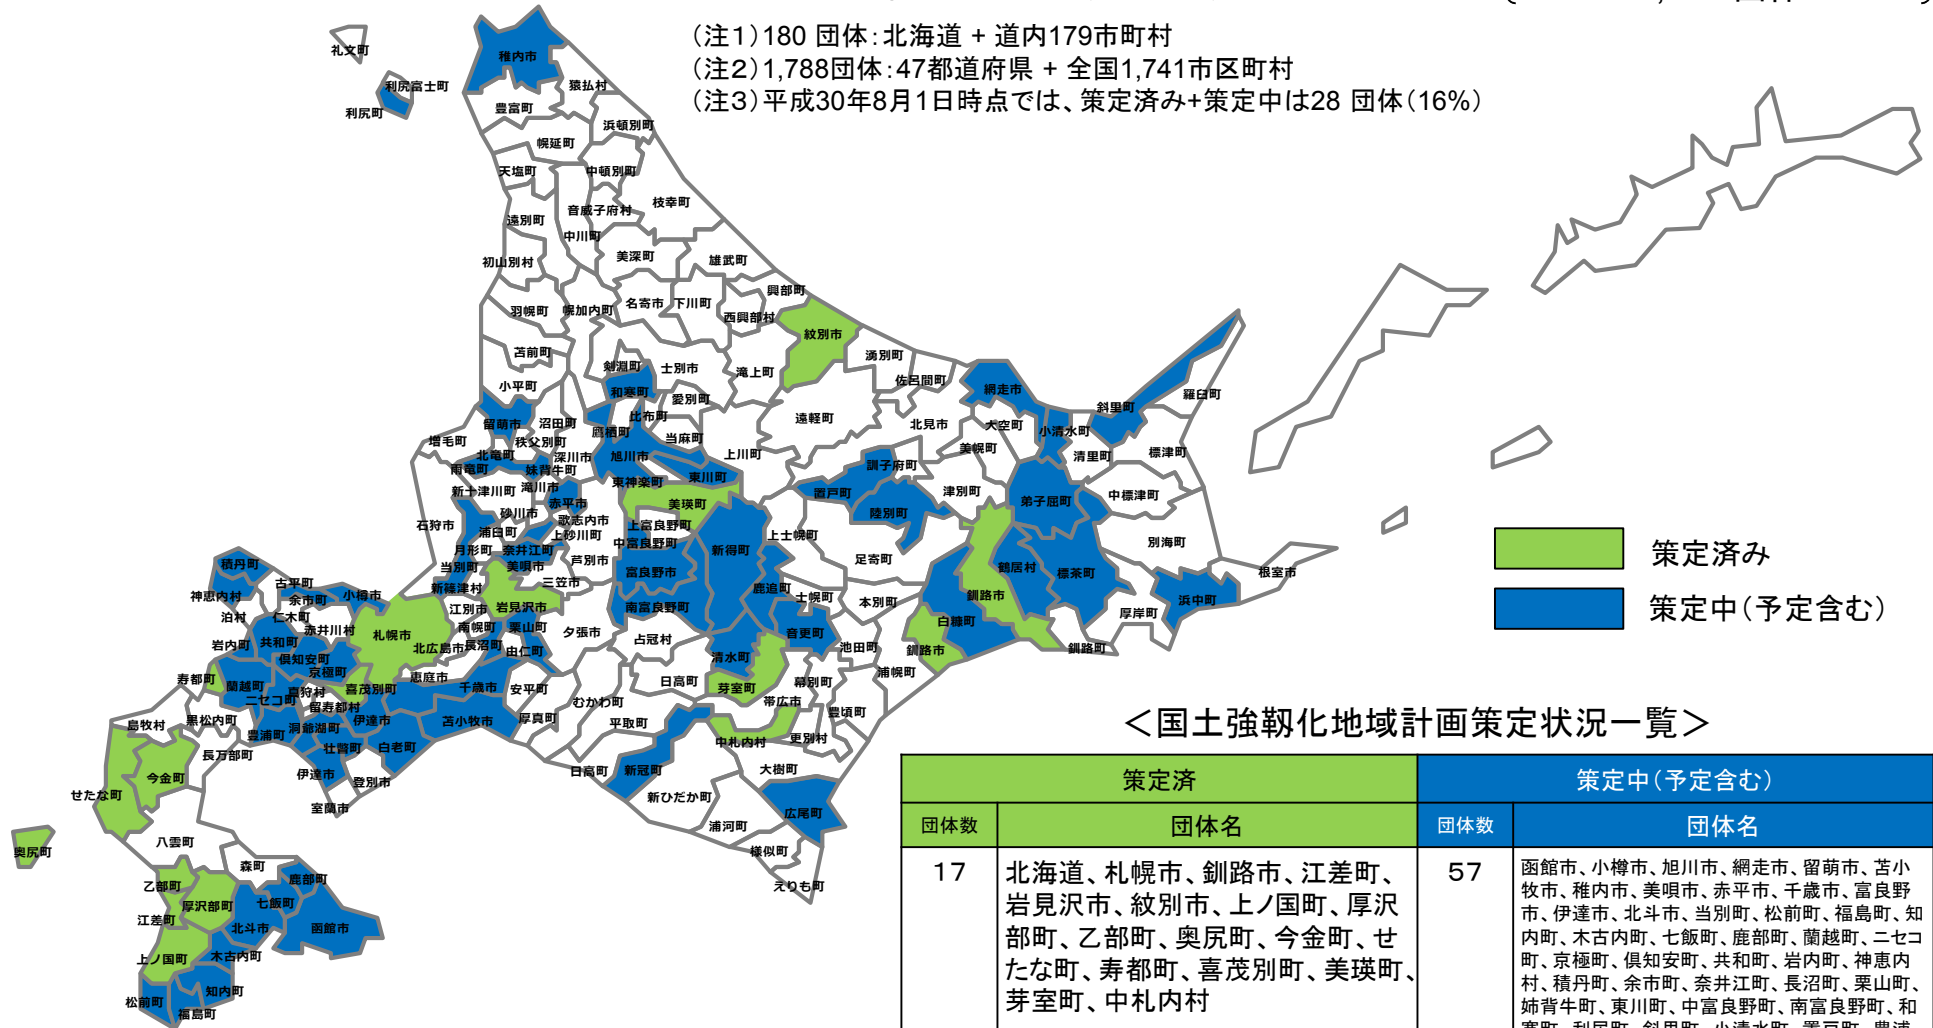 (注1)180 団体:北海道 + 道内179市町村
(注2)1,788団体:47都道府県 + 全国1,741市区町村
(注3)平成30年8月1日時点では、策定済み+策定中は28 団体(16%)
礼文町
利尻富士町
利尻町
稚内市
猿払村
豊富町
浜頓別町
幌延町
天塩町
中頓別町
枝幸町
音威子府村
遠別町
中川町
美深町
初山別村
雄武町
興部町
羽幌町
幌加内町
名寄市
下川町
西興部村
紋別市
苫前町
湧別町
剣淵町
士別市
滝上町
佐呂間町
小平町
和寒町
愛別町
網走市
羅臼町
斜里町
比布町
遠軽町
留萌市
沼田町
鷹栖町
北見市
大空町
小清水町
増毛町
秩父別町
当麻町
美幌町
清里町
標津町
北竜町
深川市
旭川市
上川町
訓子府町
雨竜町
妹背牛町
東川町
新十津川町
滝川市
東神楽町
置戸町
津別町
中標津町
赤平市
美瑛町
弟子屈町
砂川市
歌志内市
陸別町
石狩市
浦臼町
上砂川町
上富良野町
上士幌町
月形町
奈井江町
中富良野町
新得町
別海町
当別町
美唄市
芦別市
足寄町
富良野市
鶴居村
標茶町
根室市
積丹町
古平町
新篠津村
三笠市
鹿追町
神恵内村
余市町
小樽市
江別市
岩見沢市
南富良野町
士幌町
本別町
釧路市
浜中町
泊村
仁木町
赤井川村
札幌市
南幌町
栗山町
夕張市
占冠村
音更町
白糠町
厚岸町
岩内町
共和町
北広島市
長沼町
由仁町
清水町
池田町
釧路市
釧路町
倶知安町
京極町
恵庭市
寿都町
蘭越町
喜茂別町
千歳市
安平町
日高町
芽室町
幕別町
浦幌町
ニセコ町
真狩村
留寿都村
むかわ町
帯広市
島牧村
黒松内町
伊達市
苫小牧市
厚真町
平取町
豊頃町
豊浦町
洞爺湖町
中札内村
更別村
長万部町
壮瞥町
白老町
今金町
伊達市
登別市
日高町
新冠町
大樹町
せたな町
室蘭市
新ひだか町
広尾町
浦河町
八雲町
様似町
奥尻町
森町
えりも町
乙部町
鹿部町
厚沢部町
七飯町
江差町
北斗市
函館市
上ノ国町
木古内町
知内町
松前町
福島町
策定済み
策定中(予定含む)
<国土強靱化地域計画策定状況一覧>
策定済
策定中(予定含む)
団体数
団体名
団体数
団体名
17
北海道、札幌市、釧路市、江差町、
岩見沢市、紋別市、上ノ国町、厚沢
部町、乙部町、奥尻町、今金町、せ
たな町、寿都町、喜茂別町、美瑛町、
芽室町、中札内村
57
函館市、小樽市、旭川市、網走市、留萌市、苫小
牧市、稚内市、美唄市、赤平市、千歳市、富良野
市、伊達市、北斗市、当別町、松前町、福島町、知
内町、木古内町、七飯町、鹿部町、蘭越町、ニセコ
町、京極町、倶知安町、共和町、岩内町、神恵内
村、積丹町、余市町、奈井江町、長沼町、栗山町、
姉背牛町、東川町、中富良野町、南富良野町、和
寒町、利尻町、斜里町、小清水町、置戸町、豊浦